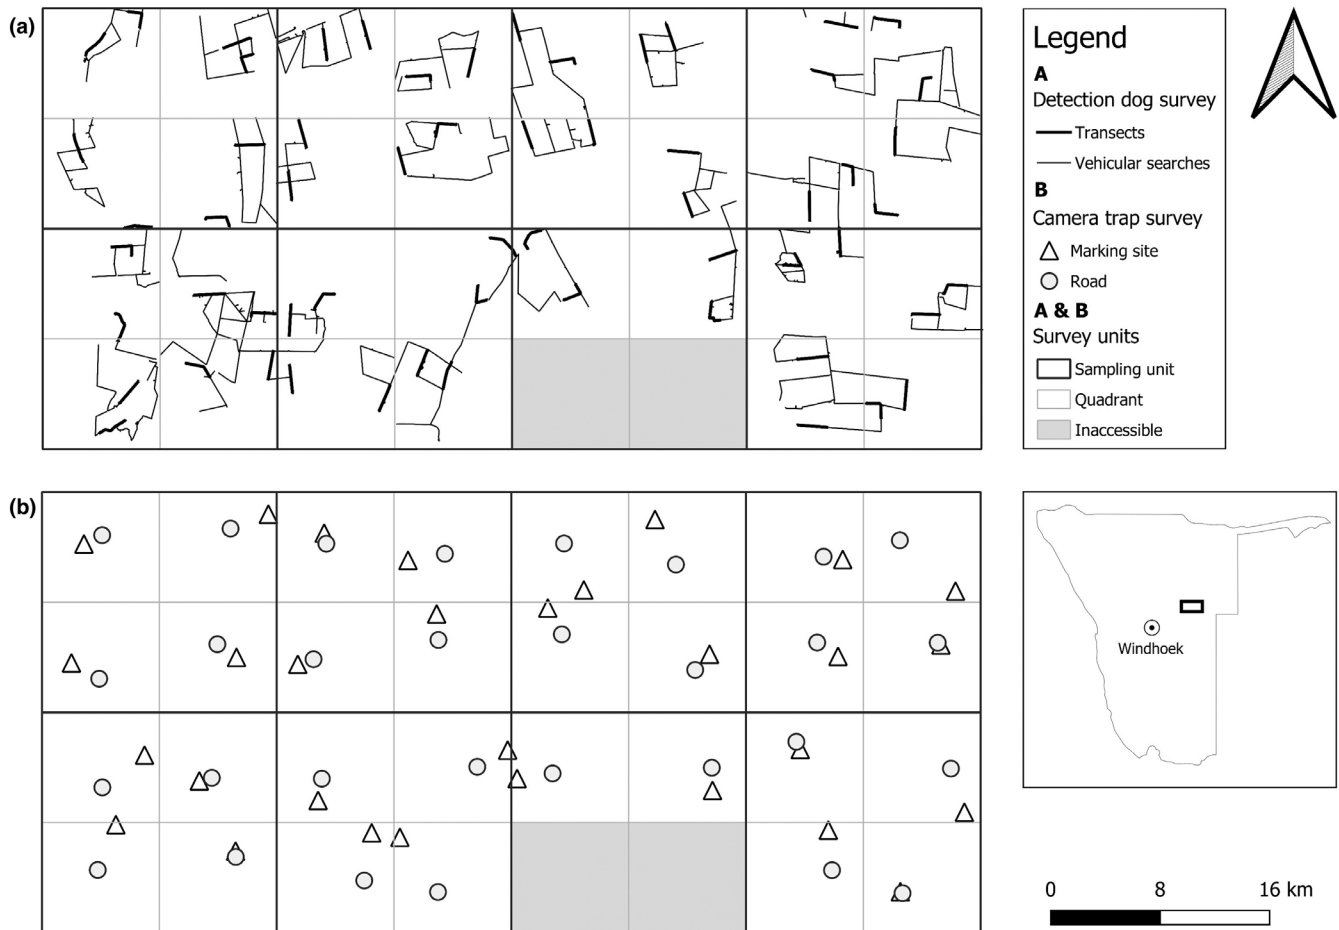 (a)
Legend
A
Detection dog survey
Transects
Vehicular searches
B
Camera trap survey
Marking site
Road
A & B
Survey units
Sampling unit
Quadrant
Inaccessible
(b)
Windhoek
0 8 16 km